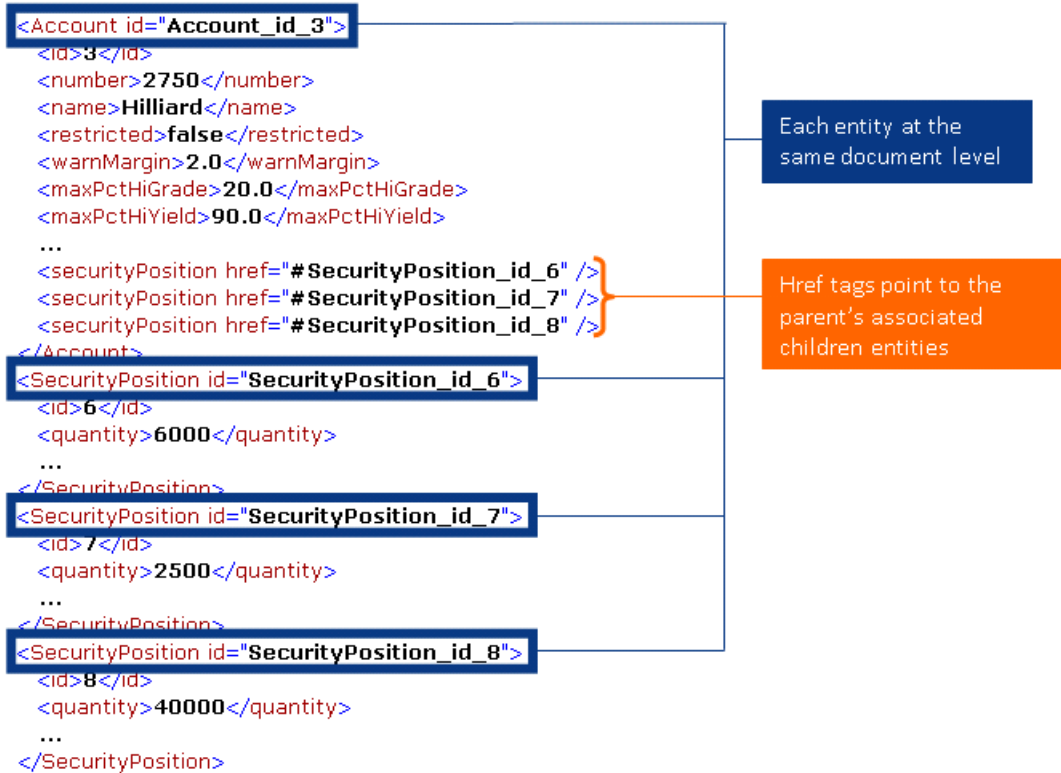 <Account id="Account_id_3">
<id>3</id>
<number>2750</number>
<name>Hilliard</name>
<restricted>false</restricted>
<warnMargin>2.0</warnMargin>
<maxPctHiGrade>20.0</maxPctHiGrade>
<maxPctHiYield>90.0</maxPctHiYield>
...
<securityPosition href="#SecurityPosition_id_6" />
<securityPosition href="#SecurityPosition_id_7" />
<securityPosition href="#SecurityPosition_id_8" />
</Account>
<SecurityPosition id="SecurityPosition_id_6">
<id>6</id>
<quantity>6000</quantity>
...
</SecurityPosition>
<SecurityPosition id="SecurityPosition_id_7">
<id>7</id>
<quantity>2500</quantity>
...
</SecurityPosition>
<SecurityPosition id="SecurityPosition_id_8">
<id>8</id>
<quantity>40000</quantity>
...
</SecurityPosition>
Each entity at the
same document level
Href tags point to the
parent's associated
children entities